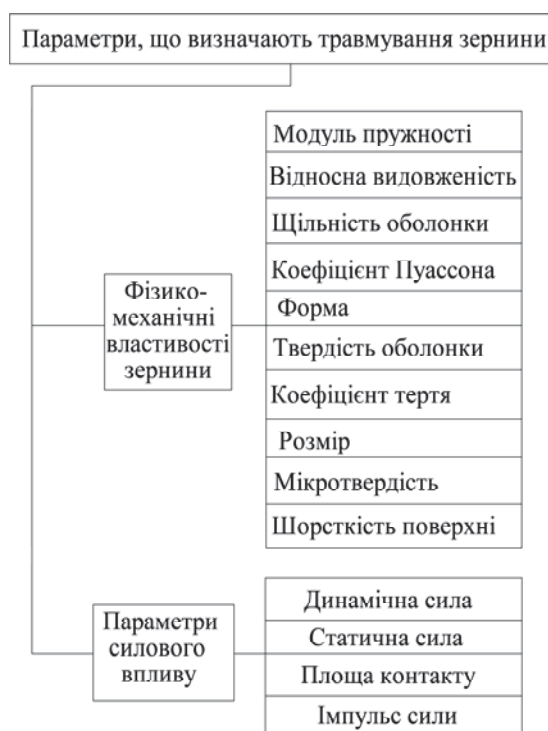 Параметри, що визначають травмування зернини
Модуль пружності
Відносна видовженість
Щільність оболонки
Коефіцієнт Пуассона
Форма
Твердість оболонки
Коефіцієнт тертя
Розмір
Мікротвердість
Шорсткість поверхні
Фізико-
механічні
властивості
зернини
Динамічна сила
Статична сила
Площа контакту
Імпульс сили
Параметри
силового
впливу